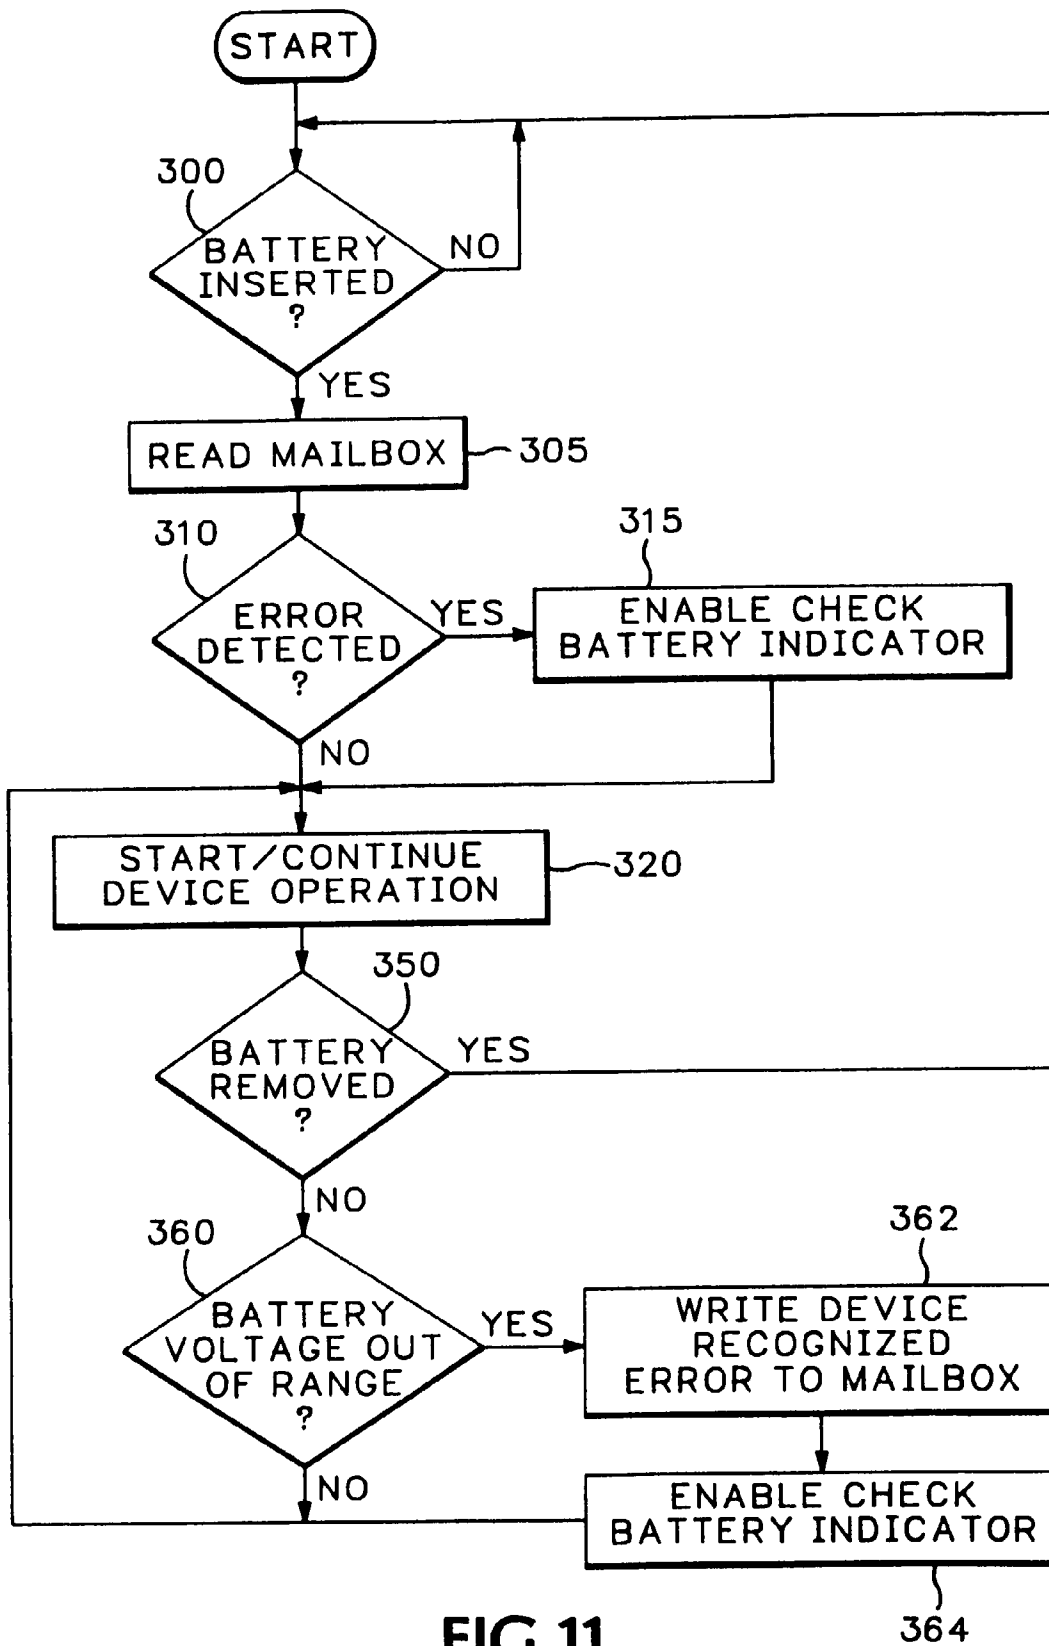 START
300
BATTERY
INSERTED
?
NO
YES
READ MAILBOX
305
310
ERROR
DETECTED
?
YES
315
ENABLE CHECK
BATTERY INDICATOR
NO
START/CONTINUE
DEVICE OPERATION
320
350
BATTERY
REMOVED
?
YES
NO
360
BATTERY
VOLTAGE OUT
OF RANGE
?
YES
362
WRITE DEVICE
RECOGNIZED
ERROR TO MAILBOX
NO
ENABLE CHECK
BATTERY INDICATOR
364
FIG.11